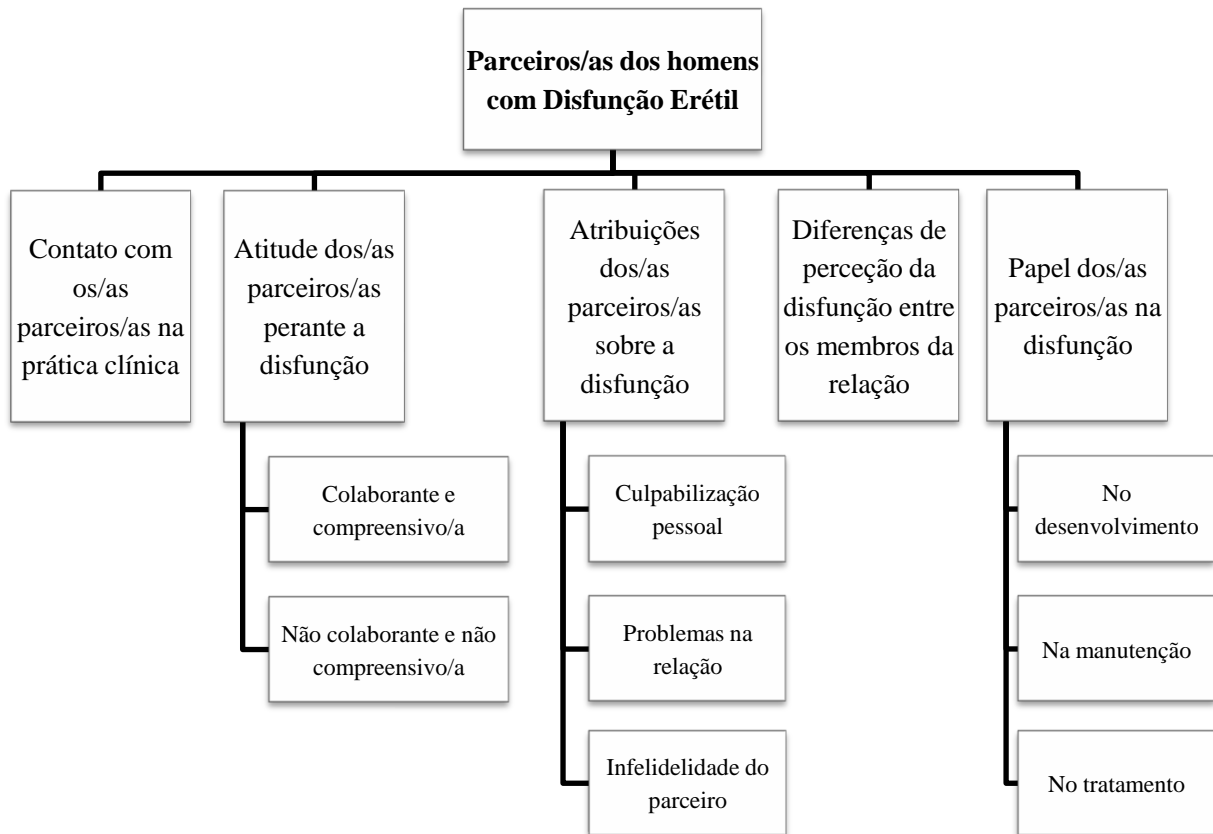 Parceiros/as dos homens
com Disfunção Erétil
Contato com
os/as
parceiros/as na
prática clínica
Atitude dos/as
parceiros/as
perante a
disfunção
Atribuições
dos/as
parceiros/as
sobre a
disfunção
Diferenças de
perceção da
disfunção entre
os membros da
relação
Papel dos/as
parceiros/as na
disfunção
Colaborante e
compreensivo/a
Não colaborante e não
compreensivo/a
Culpabilização
pessoal
Problemas na
relação
Infelidelidade do
parceiro
No
desenvolvimento
Na manutenção
No tratamento